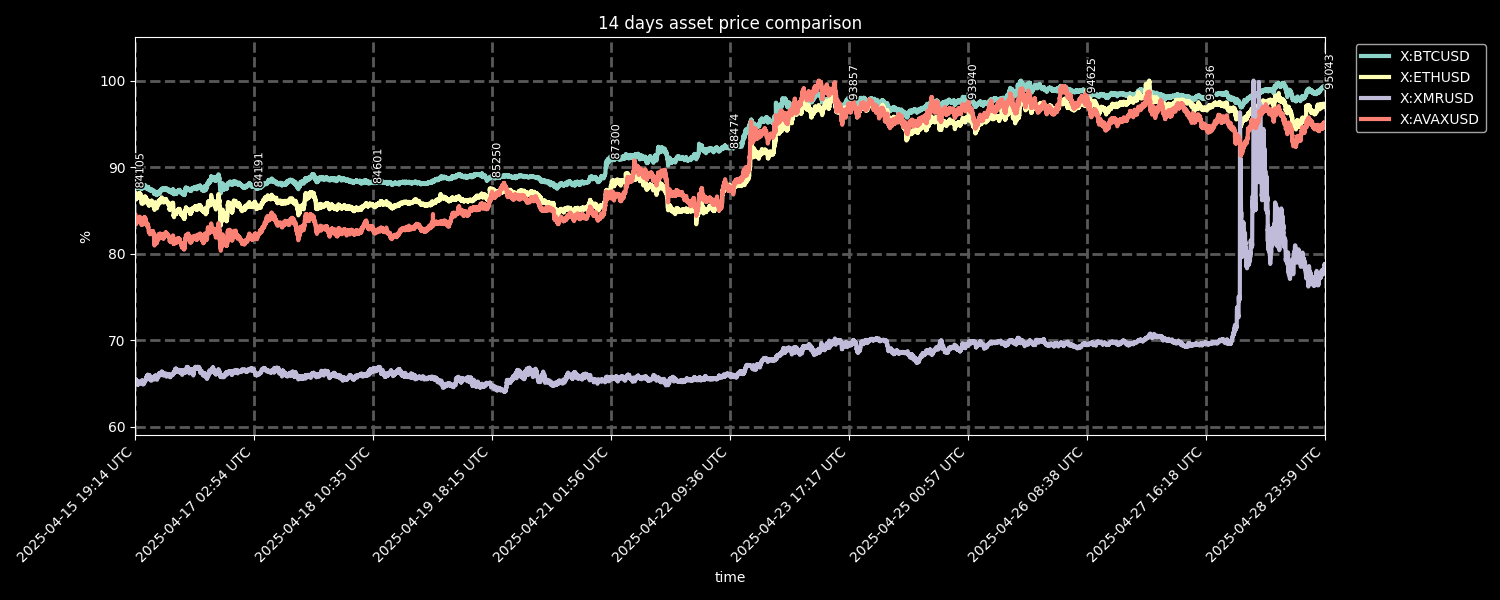 14 days asset price comparison
X:BTCUSD
X:ETHUSD
X:XMRUSD
X:AVAXUSD
%
100
90
80
70
60
84105
84191
84601
85250
87300
88474
93857
93940
94625
93836
95043
2025-04-15 19:14 UTC
2025-04-17 02:54 UTC
2025-04-18 10:35 UTC
2025-04-19 18:15 UTC
2025-04-21 01:56 UTC
2025-04-22 09:36 UTC
2025-04-23 17:17 UTC
2025-04-25 00:57 UTC
2025-04-26 08:38 UTC
2025-04-27 16:18 UTC
2025-04-28 23:59 UTC
time